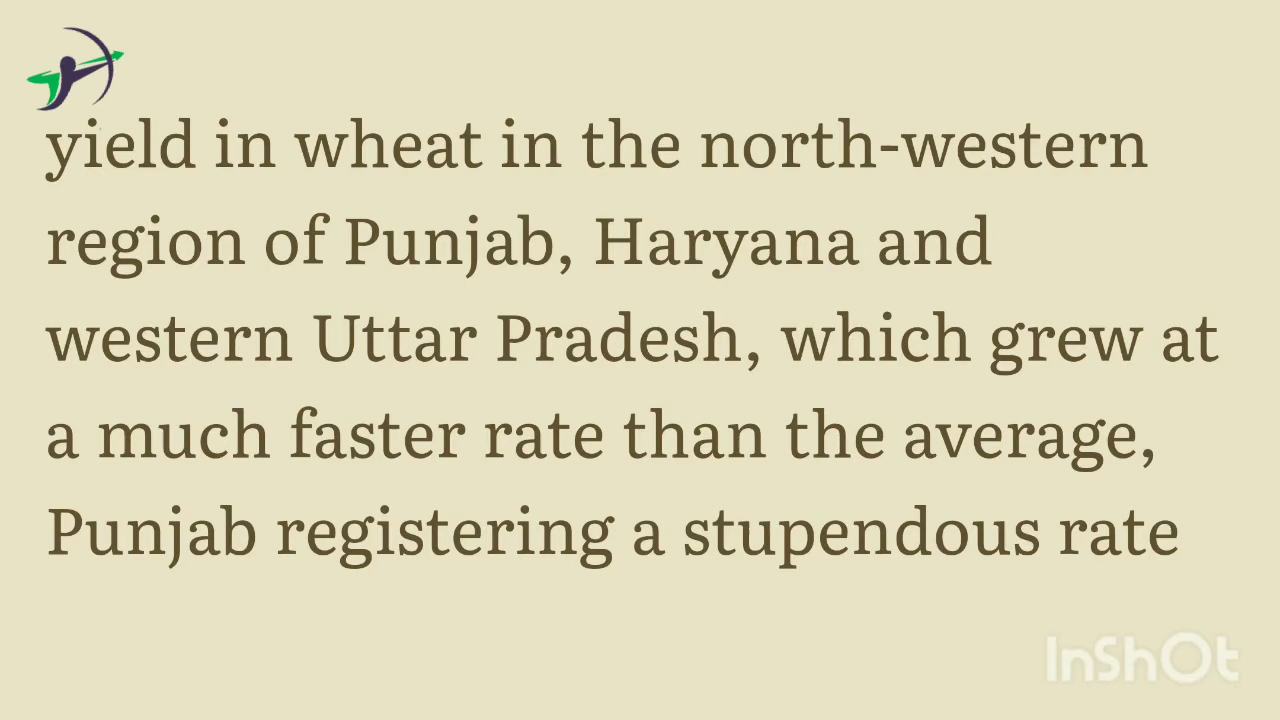 yield in wheat in the north-western
region of Punjab, Haryana and
western Uttar Pradesh, which grew at
a much faster rate than the average,
Punjab registering a stupendous rate
InShOt